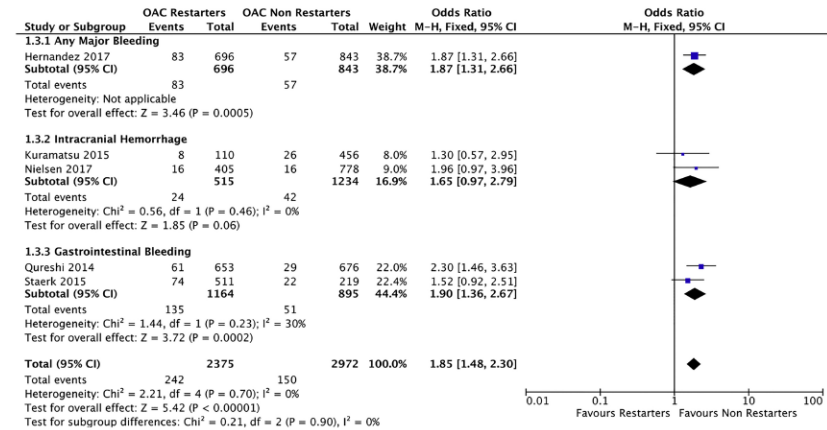 OAC Restarters OAC Non Restarters Odds Ratio Odds Ratio
Study or Subgroup Events Total Events Total Weight M-H, Fixed, 95% CI M-H, Fixed, 95% CI
1.3.1 Any Major Bleeding
Hernandez 2017 83 696 57 843 38.7% 1.87 [1.31, 2.66]
Subtotal (95% CI) 696 843 38.7% 1.87 [1.31, 2.66]
Total events 83 57
Heterogeneity: Not applicable
Test for overall effect: Z = 3.46 (P = 0.0005)
1.3.2 Intracranial Hemorrhage
Kuramatsu 2015 8 110 26 456 8.0% 1.30 [0.57, 2.95]
Nielsen 2017 16 405 16 778 9.0% 1.96 [0.97, 3.96]
Subtotal (95% CI) 515 1234 16.9% 1.65 [0.97, 2.79]
Total events 24 42
Heterogeneity: Chi² = 0.56, df = 1 (P = 0.46); I² = 0%
Test for overall effect: Z = 1.85 (P = 0.06)
1.3.3 Gastrointestinal Bleeding
Qureshi 2014 61 653 29 676 22.0% 2.30 [1.46, 3.63]
Staerk 2015 74 511 22 219 22.4% 1.52 [0.92, 2.51]
Subtotal (95% CI) 1164 895 44.4% 1.90 [1.36, 2.67]
Total events 135 51
Heterogeneity: Chi² = 1.44, df = 1 (P = 0.23); I² = 30%
Test for overall effect: Z = 3.72 (P = 0.0002)
Total (95% CI) 2375 2972 100.0% 1.85 [1.48, 2.30]
Total events 242 150
Heterogeneity: Chi² = 2.21, df = 4 (P = 0.70); I² = 0%
Test for overall effect: Z = 5.42 (P < 0.00001)
Test for subgroup differences: Chi² = 0.21, df = 2 (P = 0.90), I² = 0%
0.01 0.1 1 10 100
Favours Restarters Favours Non Restarters